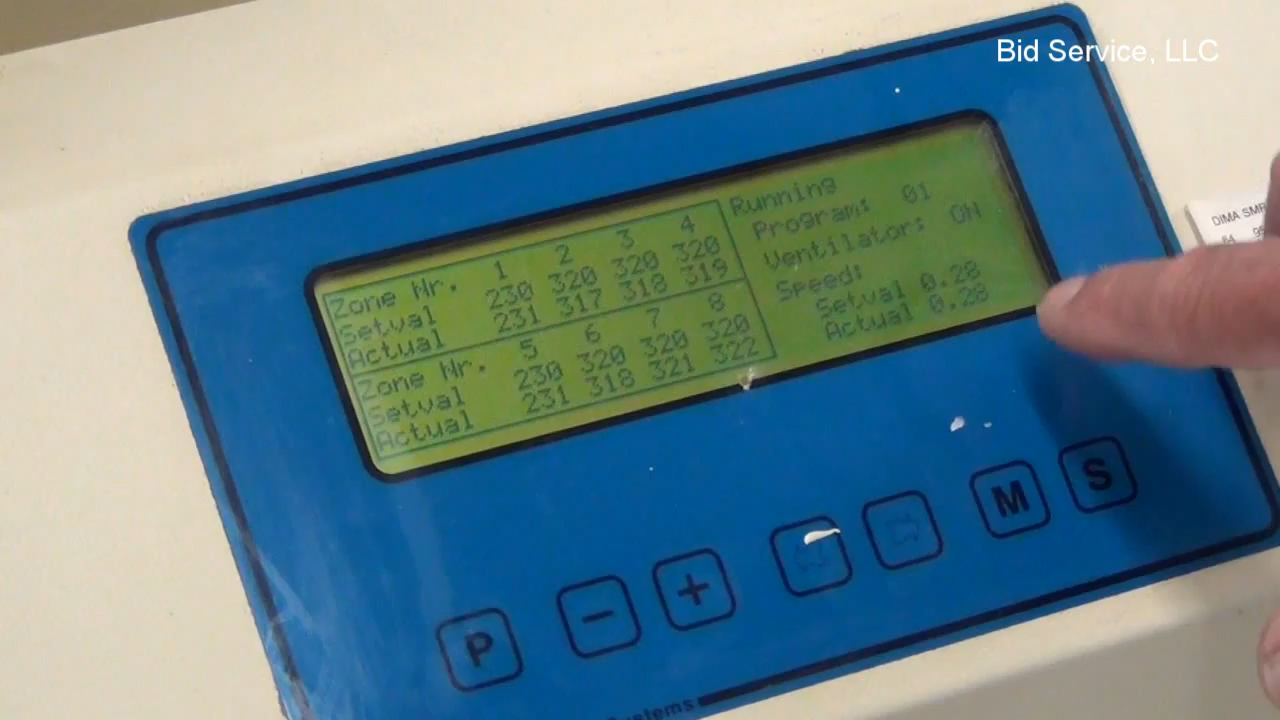 Bid Service, LLC
Zone Nr. 1 2 3 4
Setval 230 320 320 320
Actual 231 317 318 319
Zone Nr. 5 6 7 8
Setval 230 320 320 320
Actual 231 318 321 322
Running
Program: 01
Ventilator: ON
Speed:
Setval 0.28
Actual 0.28
DIMA SMR
P - + M S